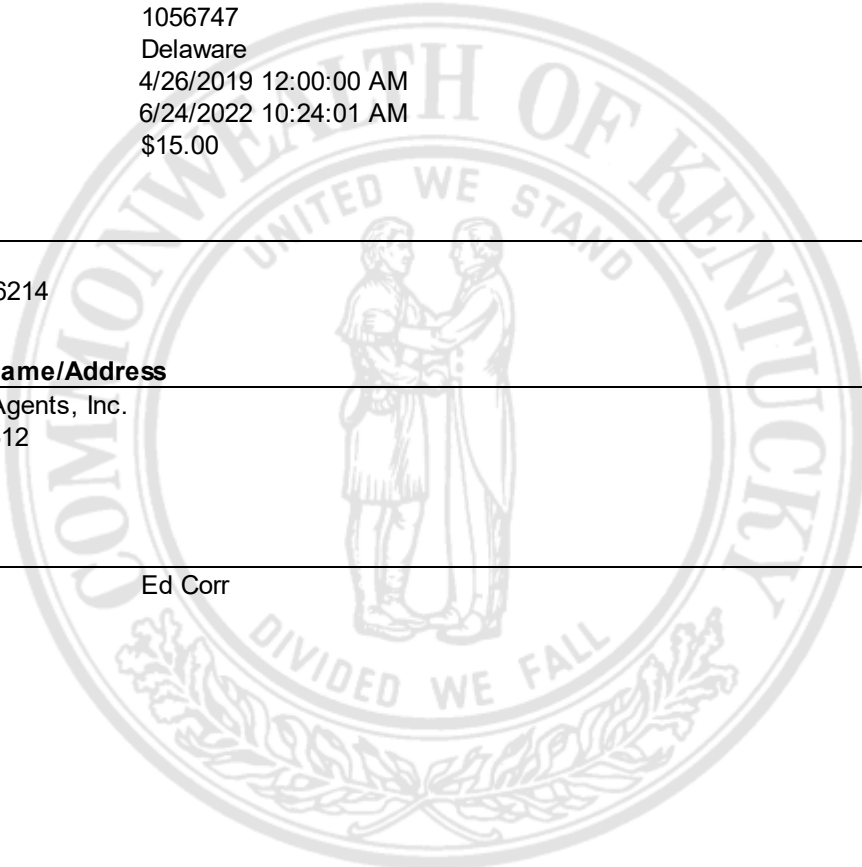 1056747
Delaware
4/26/2019 12:00:00 AM
6/24/2022 10:24:01 AM
$15.00
6214
ame/Address
Agents, Inc.
12
Ed Corr
COMMONWEALTH OF KENTUCKY
UNITED WE STAND
DIVIDED WE FALL